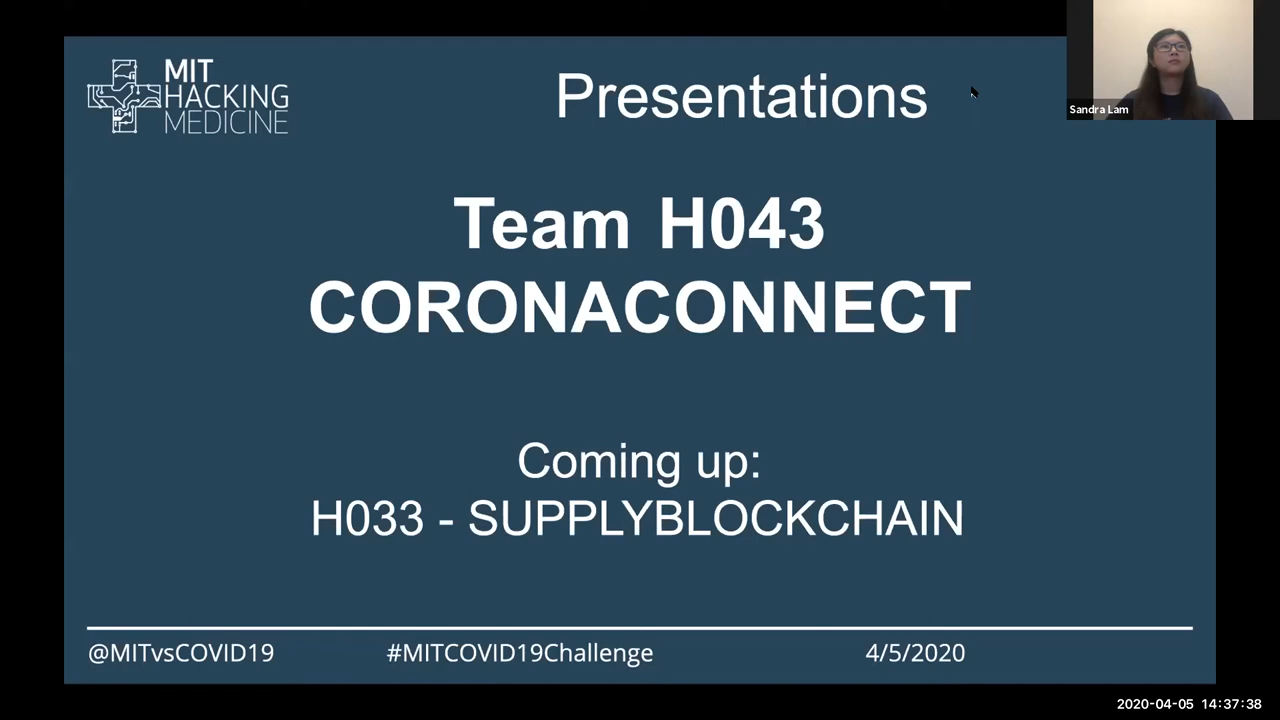 MIT
HACKING
MEDICINE
Presentations
Sandra Lam
Team H043
CORONACONNECT
Coming up:
H033 - SUPPLYBLOCKCHAIN
@MITvsCOVID19
#MITCOVID19Challenge
4/5/2020
2020-04-05 14:37:38